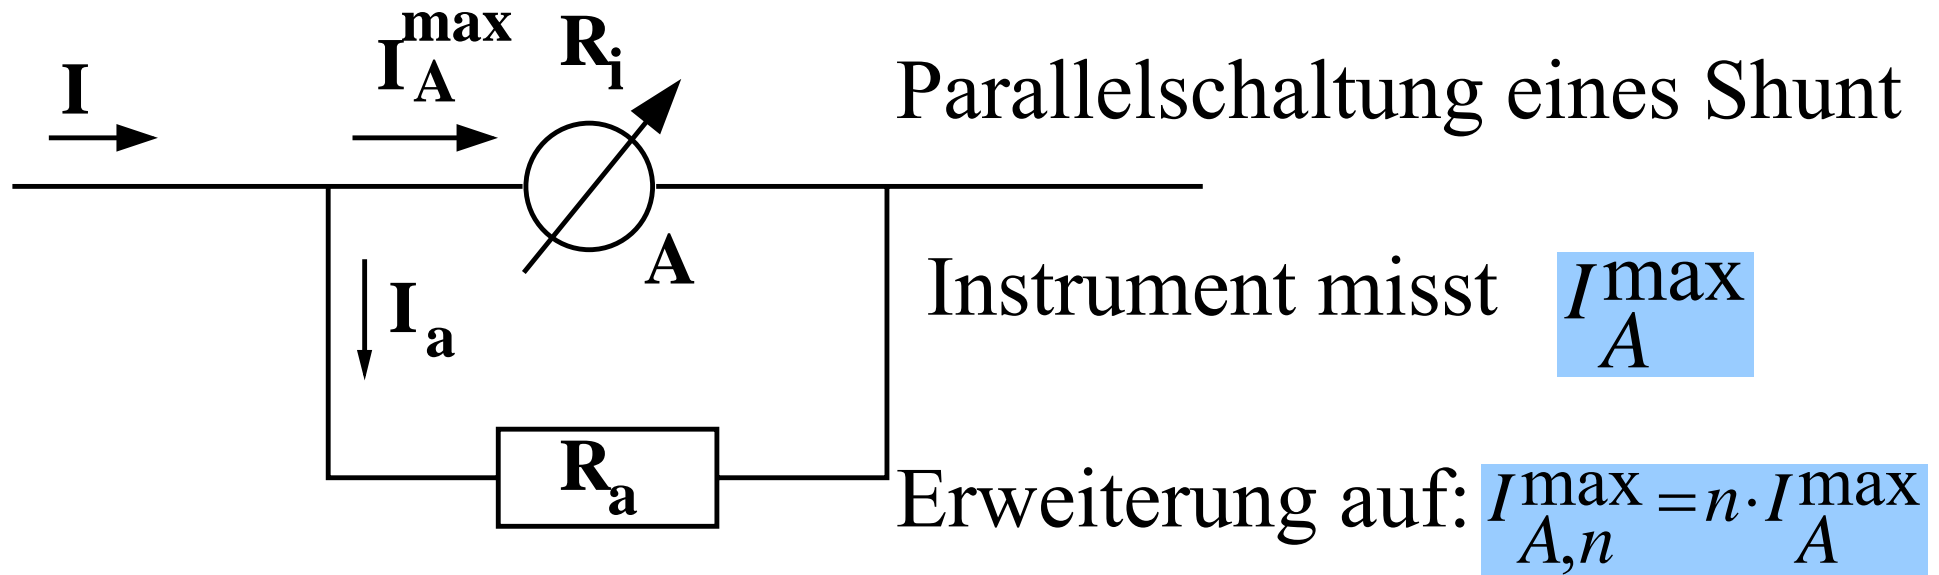 I
I_A^max
R_i
Parallelschaltung eines Shunt
A
I_a
Instrument misst I_A^max
R_a
Erweiterung auf: I_A,n^max = n · I_A^max